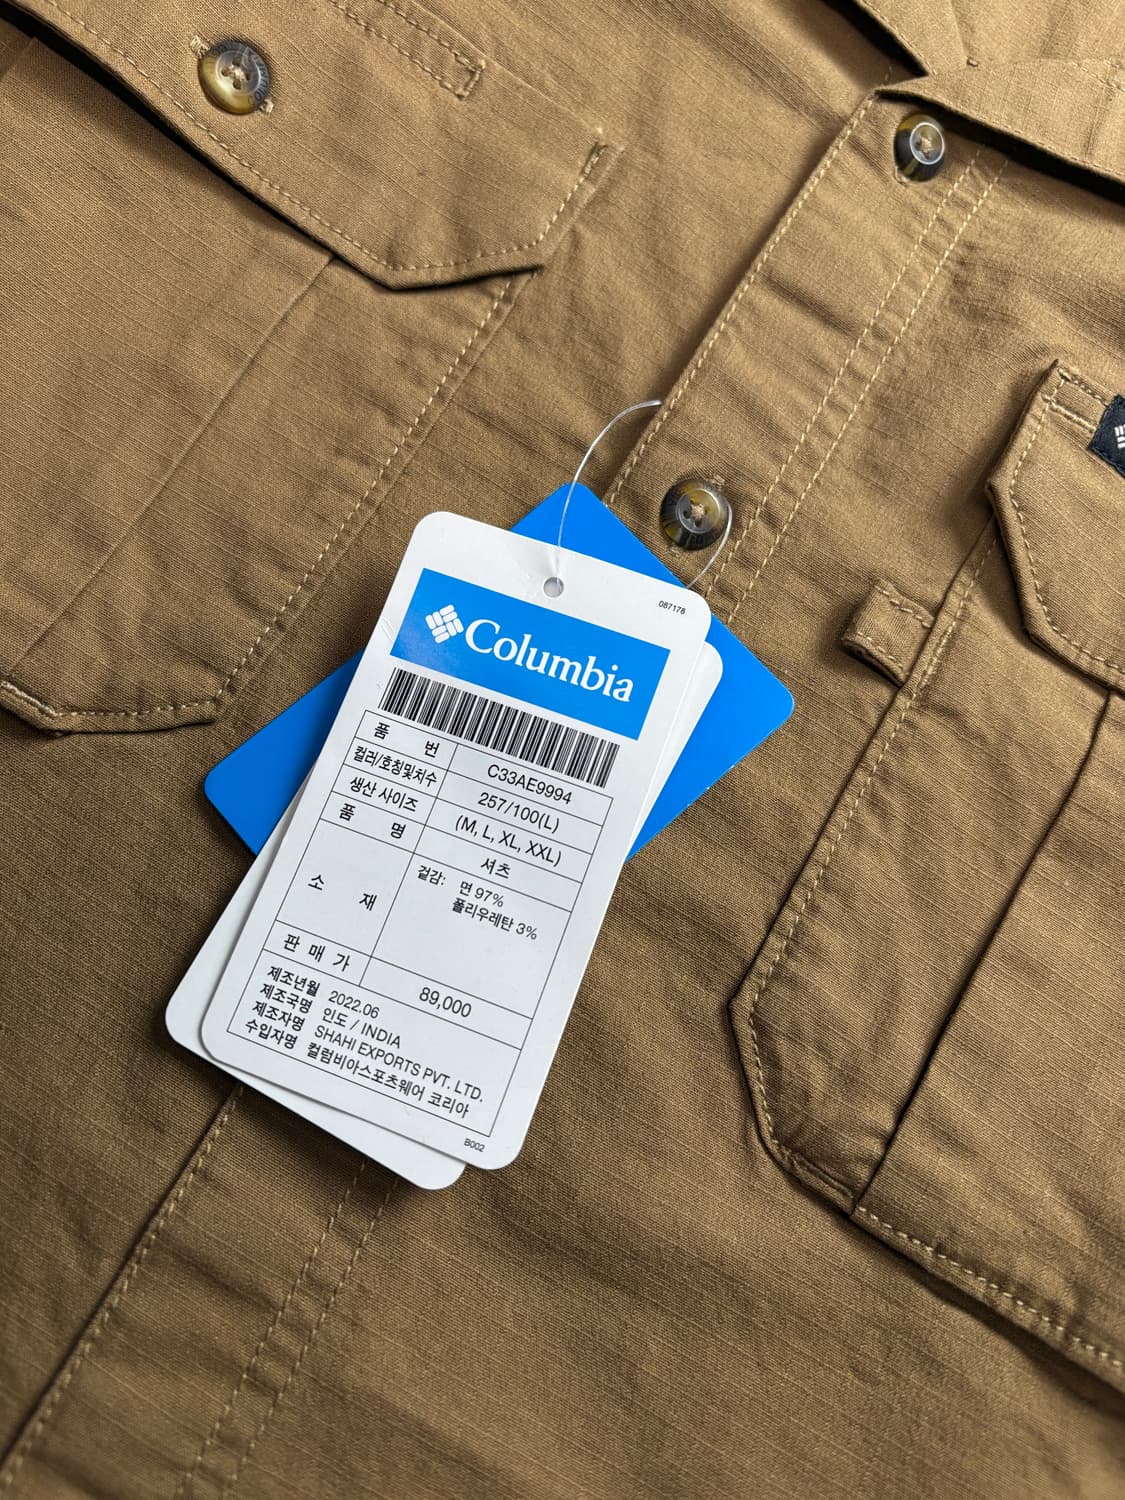 COLUMBIA
087178
Columbia
품 번 C33AE9994
컬러/호칭및치수 257/100(L)
생산 사이즈 (M, L, XL, XXL)
품 명 셔츠
소 재 겉감: 면 97%
폴리우레탄 3%
판 매 가 89,000
제조년월 2022.06
제조국명 인도 / INDIA
제조자명 SHAHI EXPORTS PVT. LTD.
수입자명 컬럼비아스포츠웨어 코리아
B002